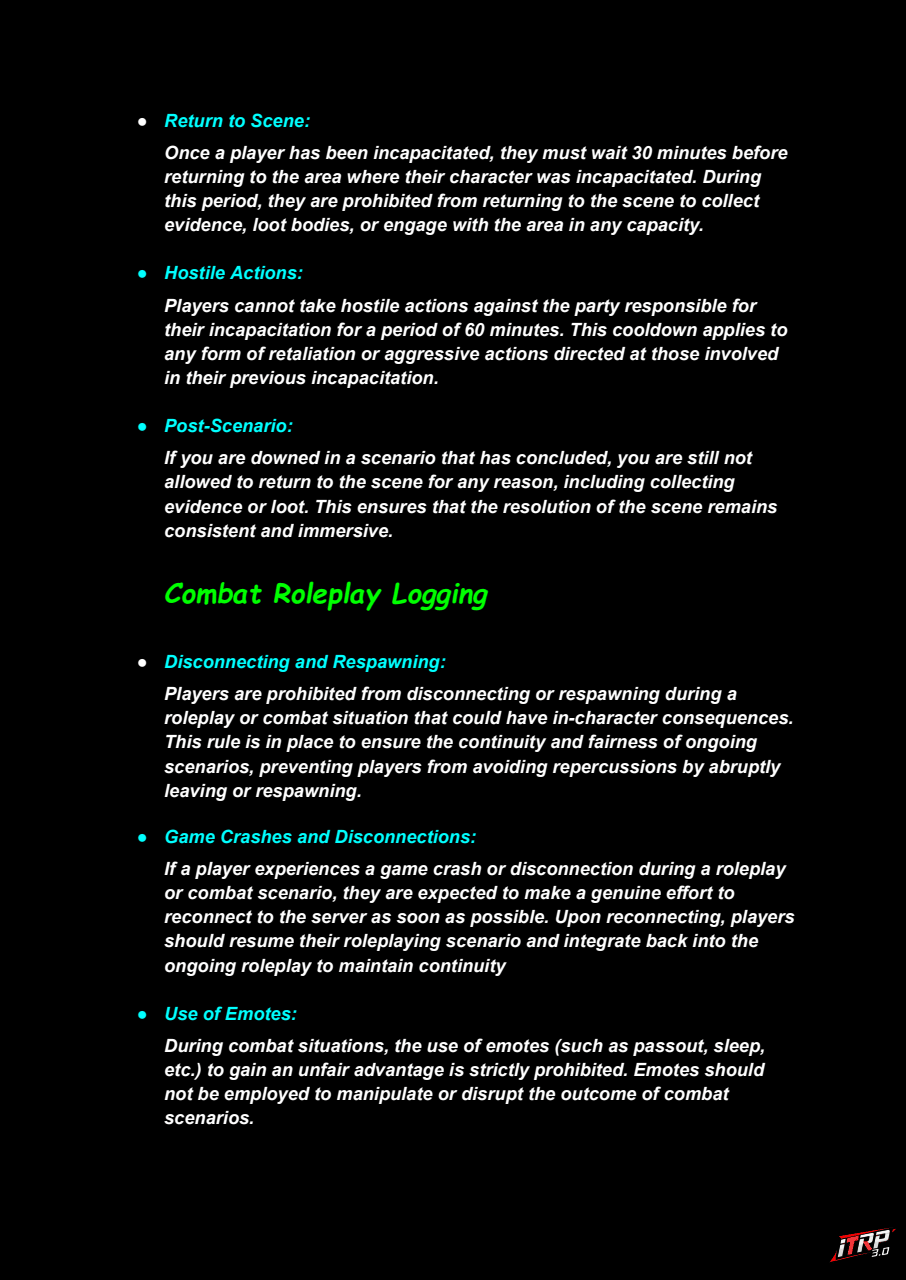 ● Return to Scene:
Once a player has been incapacitated, they must wait 30 minutes before
returning to the area where their character was incapacitated. During
this period, they are prohibited from returning to the scene to collect
evidence, loot bodies, or engage with the area in any capacity.
● Hostile Actions:
Players cannot take hostile actions against the party responsible for
their incapacitation for a period of 60 minutes. This cooldown applies to
any form of retaliation or aggressive actions directed at those involved
in their previous incapacitation.
● Post-Scenario:
If you are downed in a scenario that has concluded, you are still not
allowed to return to the scene for any reason, including collecting
evidence or loot. This ensures that the resolution of the scene remains
consistent and immersive.
Combat Roleplay Logging
● Disconnecting and Respawning:
Players are prohibited from disconnecting or respawning during a
roleplay or combat situation that could have in-character consequences.
This rule is in place to ensure the continuity and fairness of ongoing
scenarios, preventing players from avoiding repercussions by abruptly
leaving or respawning.
● Game Crashes and Disconnections:
If a player experiences a game crash or disconnection during a roleplay
or combat scenario, they are expected to make a genuine effort to
reconnect to the server as soon as possible. Upon reconnecting, players
should resume their roleplaying scenario and integrate back into the
ongoing roleplay to maintain continuity
● Use of Emotes:
During combat situations, the use of emotes (such as passout, sleep,
etc.) to gain an unfair advantage is strictly prohibited. Emotes should
not be employed to manipulate or disrupt the outcome of combat
scenarios.
iTRP
3.0